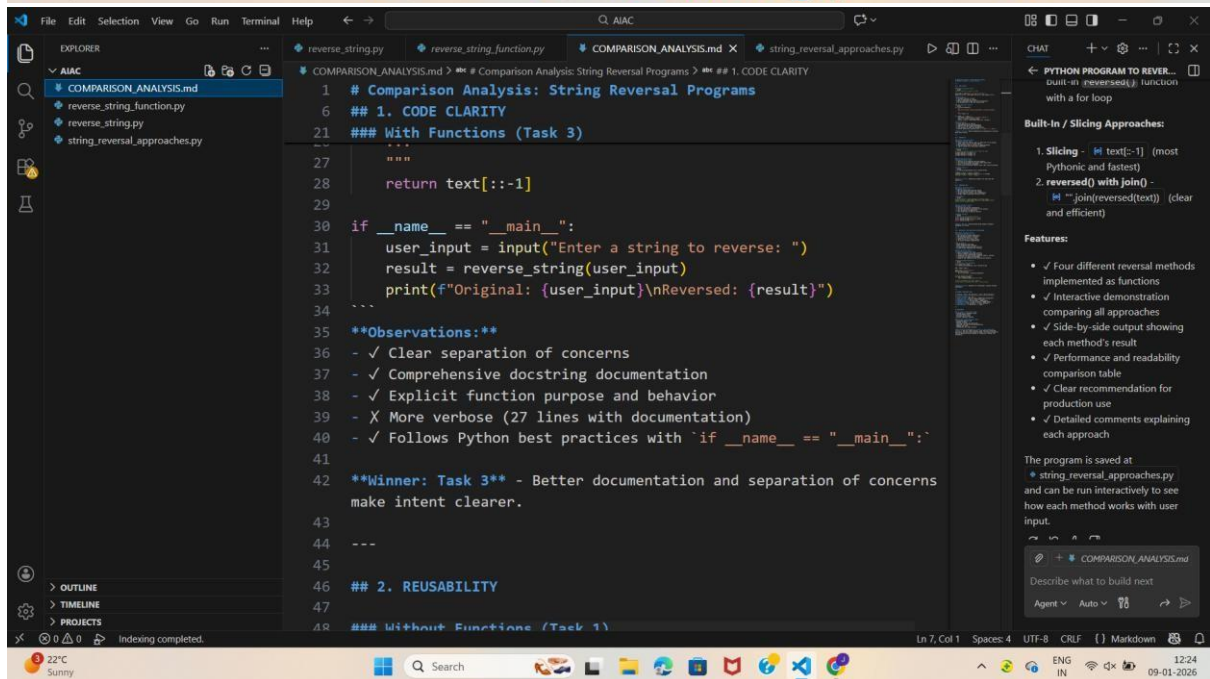 File Edit Selection View Go Run Terminal Help
AIAC
EXPLORER
AIAC
COMPARISON_ANALYSIS.md
reverse_string_function.py
reverse_string.py
string_reversal_approaches.py
OUTLINE
TIMELINE
PROJECTS
reverse_string.py reverse_string_function.py COMPARISON_ANALYSIS.md string_reversal_approaches.py
COMPARISON_ANALYSIS.md > # Comparison Analysis: String Reversal Programs > ## 1. CODE CLARITY
1 # Comparison Analysis: String Reversal Programs
6 ## 1. CODE CLARITY
21 ### With Functions (Task 3)
27 """
28 return text[::-1]
29
30 if __name__ == "__main__":
31 user_input = input("Enter a string to reverse: ")
32 result = reverse_string(user_input)
33 print(f"Original: {user_input}\nReversed: {result}")
34 ```
35 **Observations:**
36 - ✓ Clear separation of concerns
37 - ✓ Comprehensive docstring documentation
38 - ✓ Explicit function purpose and behavior
39 - ✗ More verbose (27 lines with documentation)
40 - ✓ Follows Python best practices with `if __name__ == "__main__":`
41
42 **Winner: Task 3** - Better documentation and separation of concerns
make intent clearer.
43
44 ---
45
46 ## 2. REUSABILITY
47
48 ### Without Functions (Task 1)
CHAT
PYTHON PROGRAM TO REVER...
built-in reversed() function
with a for loop
Built-In / Slicing Approaches:
1. Slicing - text[::-1] (most
Pythonic and fastest)
2. reversed() with join() -
"".join(reversed(text)) (clear
and efficient)
Features:
• ✓ Four different reversal methods
implemented as functions
• ✓ Interactive demonstration
comparing all approaches
• ✓ Side-by-side output showing
each method's result
• ✓ Performance and readability
comparison table
• ✓ Clear recommendation for
production use
• ✓ Detailed comments explaining
each approach
The program is saved at
string_reversal_approaches.py
and can be run interactively to see
how each method works with user
input.
COMPARISON_ANALYSIS.md
Describe what to build next
Agent Auto
0 0 0 Indexing completed.
Ln 7, Col 1 Spaces: 4 UTF-8 CRLF {} Markdown
3 22°C
Sunny
Search
ENG
IN
12:24
09-01-2026